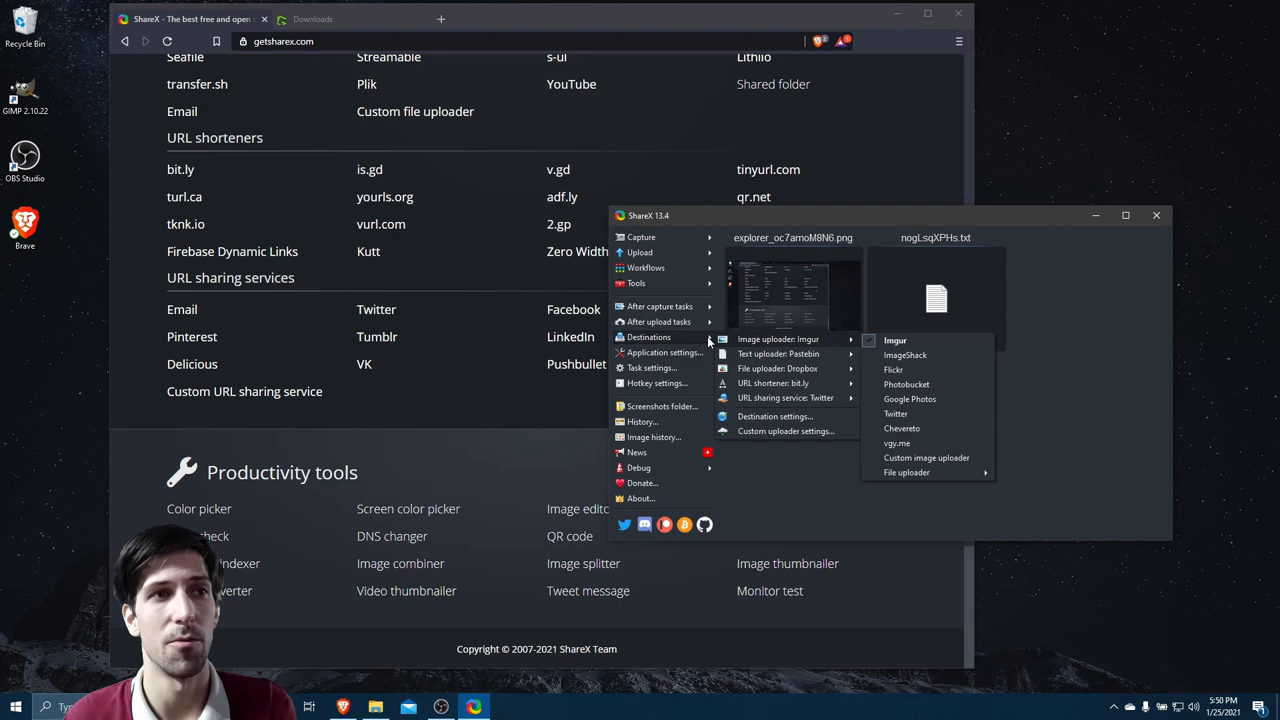 Recycle Bin
GIMP 2.10.22
OBS Studio
Brave
ShareX - The best free and open
Downloads
getsharex.com
2
1
Seafile
Streamable
s-ul
Lithiio
transfer.sh
Plik
YouTube
Shared folder
Email
Custom file uploader
URL shorteners
bit.ly
is.gd
v.gd
tinyurl.com
turl.ca
yourls.org
adf.ly
qr.net
tknk.io
vurl.com
2.gp
Firebase Dynamic Links
Kutt
Zero Width
URL sharing services
Email
Twitter
Facebook
Pinterest
Tumblr
LinkedIn
Delicious
VK
Pushbullet
Custom URL sharing service
Productivity tools
Color picker
Screen color picker
Image edito
check
DNS changer
QR code
indexer
Image combiner
Image splitter
Image thumbnailer
verter
Video thumbnailer
Tweet message
Monitor test
Copyright © 2007-2021 ShareX Team
ShareX 13.4
Capture
Upload
Workflows
Tools
After capture tasks
After upload tasks
Destinations
Application settings...
Task settings...
Hotkey settings...
Screenshots folder...
History...
Image history...
News
+
Debug
Donate...
About...
explorer_oc7amoM8N6.png
nogLsqXPHs.txt
Image uploader: Imgur
Text uploader: Pastebin
File uploader: Dropbox
URL shortener: bit.ly
URL sharing service: Twitter
Destination settings...
Custom uploader settings...
Imgur
ImageShack
Flickr
Photobucket
Google Photos
Twitter
Chevereto
vgy.me
Custom image uploader
File uploader
Typ
5:50 PM
1/25/2021
1